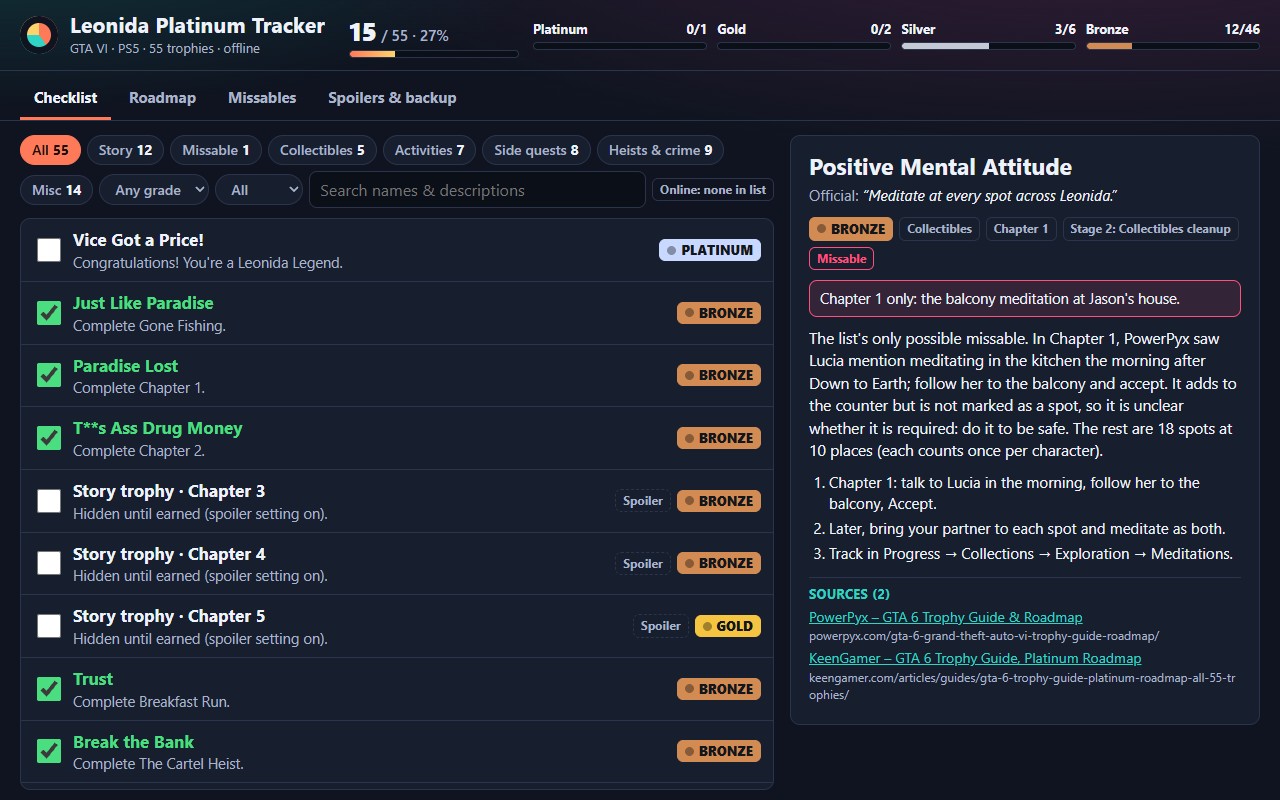 Leonida Platinum Tracker
GTA VI · PS5 · 55 trophies · offline
15 / 55 · 27%
Platinum 0/1
Gold 0/2
Silver 3/6
Bronze 12/46
Checklist Roadmap Missables Spoilers & backup
All 55 Story 12 Missable 1 Collectibles 5 Activities 7 Side quests 8 Heists & crime 9
Misc 14 Any grade All Search names & descriptions Online: none in list
Vice Got a Price!
Congratulations! You're a Leonida Legend.
PLATINUM
Just Like Paradise
Complete Gone Fishing.
BRONZE
Paradise Lost
Complete Chapter 1.
BRONZE
T**s Ass Drug Money
Complete Chapter 2.
BRONZE
Story trophy · Chapter 3
Hidden until earned (spoiler setting on).
Spoiler BRONZE
Story trophy · Chapter 4
Hidden until earned (spoiler setting on).
Spoiler BRONZE
Story trophy · Chapter 5
Hidden until earned (spoiler setting on).
Spoiler GOLD
Trust
Complete Breakfast Run.
BRONZE
Break the Bank
Complete The Cartel Heist.
BRONZE
Positive Mental Attitude
Official: “Meditate at every spot across Leonida.”
BRONZE Collectibles Chapter 1 Stage 2: Collectibles cleanup
Missable
Chapter 1 only: the balcony meditation at Jason's house.
The list's only possible missable. In Chapter 1, PowerPyx saw
Lucia mention meditating in the kitchen the morning after
Down to Earth; follow her to the balcony and accept. It adds to
the counter but is not marked as a spot, so it is unclear
whether it is required: do it to be safe. The rest are 18 spots at
10 places (each counts once per character).
1. Chapter 1: talk to Lucia in the morning, follow her to the
balcony, Accept.
2. Later, bring your partner to each spot and meditate as both.
3. Track in Progress → Collections → Exploration → Meditations.
SOURCES (2)
PowerPyx – GTA 6 Trophy Guide & Roadmap
powerpyx.com/gta-6-grand-theft-auto-vi-trophy-guide-roadmap/
KeenGamer – GTA 6 Trophy Guide, Platinum Roadmap
keengamer.com/articles/guides/gta-6-trophy-guide-platinum-roadmap-all-55-tr
ophies/